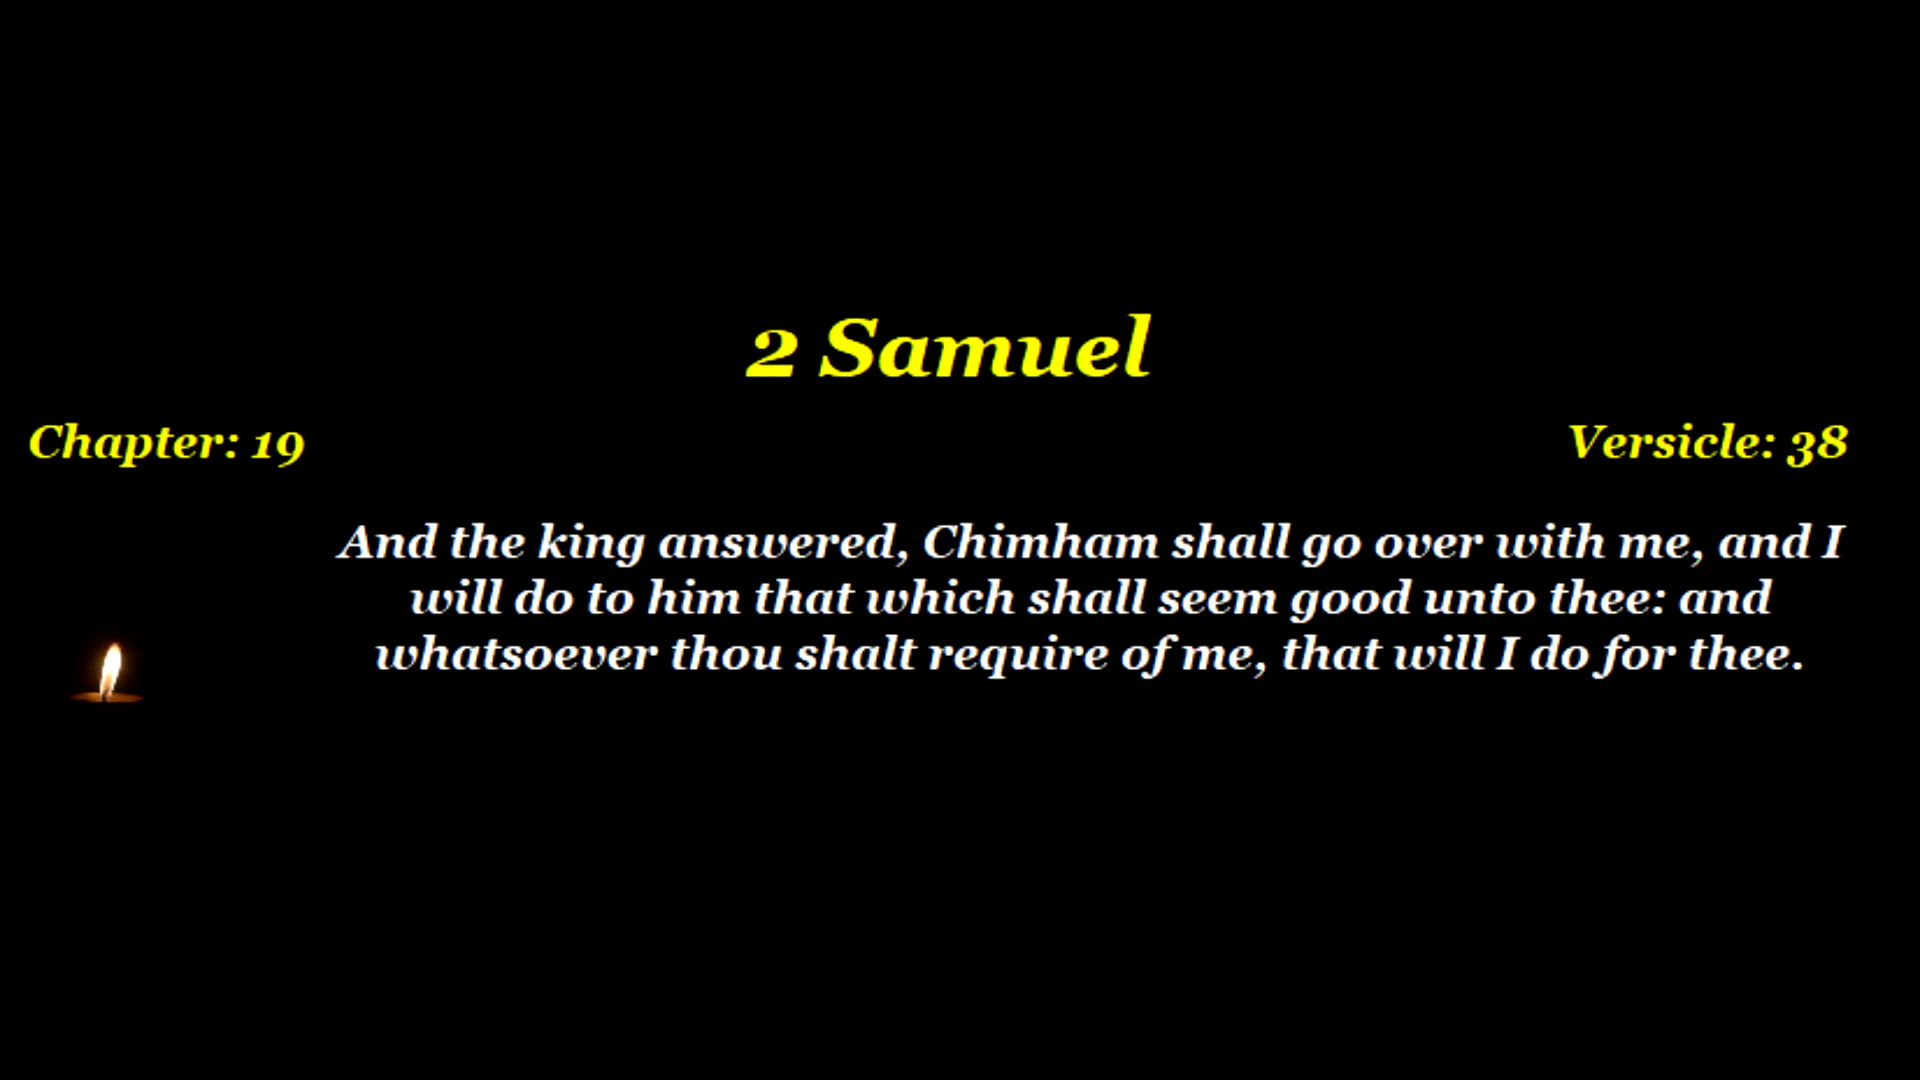 2 Samuel
Chapter: 19
Versicle: 38
And the king answered, Chimham shall go over with me, and I
will do to him that which shall seem good unto thee: and
whatsoever thou shalt require of me, that will I do for thee.